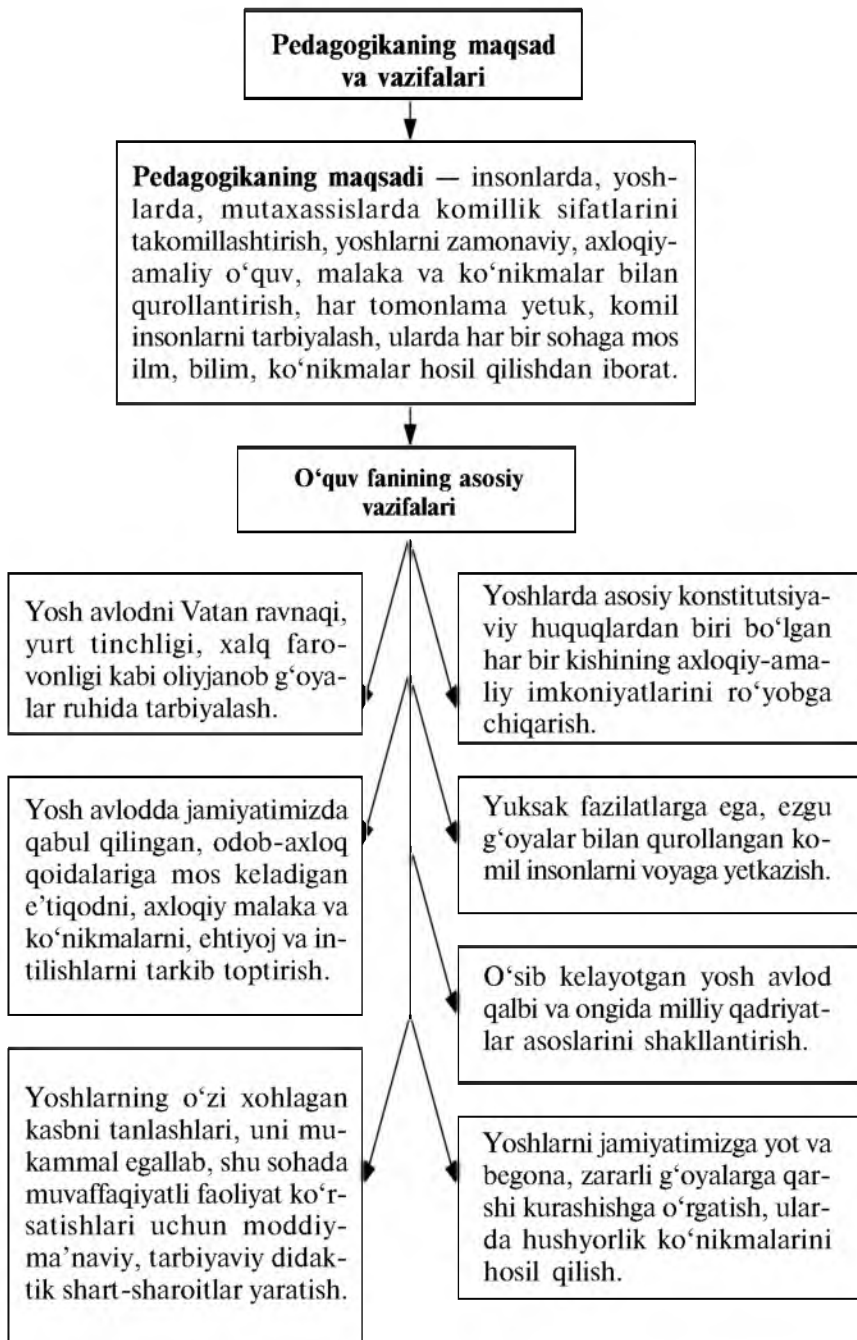 Pedagogikaning maqsad
va vazifalari
Pedagogikaning maqsadi — insonlarda, yosh-
larda, mutaxassislarda komillik sifatlarini
takomillashtirish, yoshlarni zamonaviy, axloqiy-
amaliy o‘quv, malaka va ko‘nikmalar bilan
qurollantirish, har tomonlama yetuk, komil
insonlarni tarbiyalash, ularda har bir sohaga mos
ilm, bilim, ko‘nikmalar hosil qilishdan iborat.
O‘quv fanining asosiy
vazifalari
Yosh avlodni Vatan ravnaqi,
yurt tinchligi, xalq faro-
vonligi kabi oliyjanob g‘oya-
lar ruhida tarbiyalash.
Yoshlarda asosiy konstitutsiya-
viy huquqlardan biri bo‘lgan
har bir kishining axloqiy-ama-
liy imkoniyatlarini ro‘yobga
chiqarish.
Yosh avlodda jamiyatimizda
qabul qilingan, odob-axloq
qoidalariga mos keladigan
e’tiqodni, axloqiy malaka va
ko‘nikmalarni, ehtiyoj va in-
tilishlarni tarkib toptirish.
Yuksak fazilatlarga ega, ezgu
g‘oyalar bilan qurollangan ko-
mil insonlarni voyaga yetkazish.
O‘sib kelayotgan yosh avlod
qalbi va ongida milliy qadriyat-
lar asoslarini shakllantirish.
Yoshlarning o‘zi xohlagan
kasbni tanlashlari, uni mu-
kammal egallab, shu sohada
muvaffaqiyatli faoliyat ko‘r-
satishlari uchun moddiy-
ma’naviy, tarbiyaviy didak-
tik shart-sharoitlar yaratish.
Yoshlarni jamiyatimizga yot va
begona, zararli g‘oyalarga qar-
shi kurashishga o‘rgatish, ular-
da hushyorlik ko‘nikmalarini
hosil qilish.